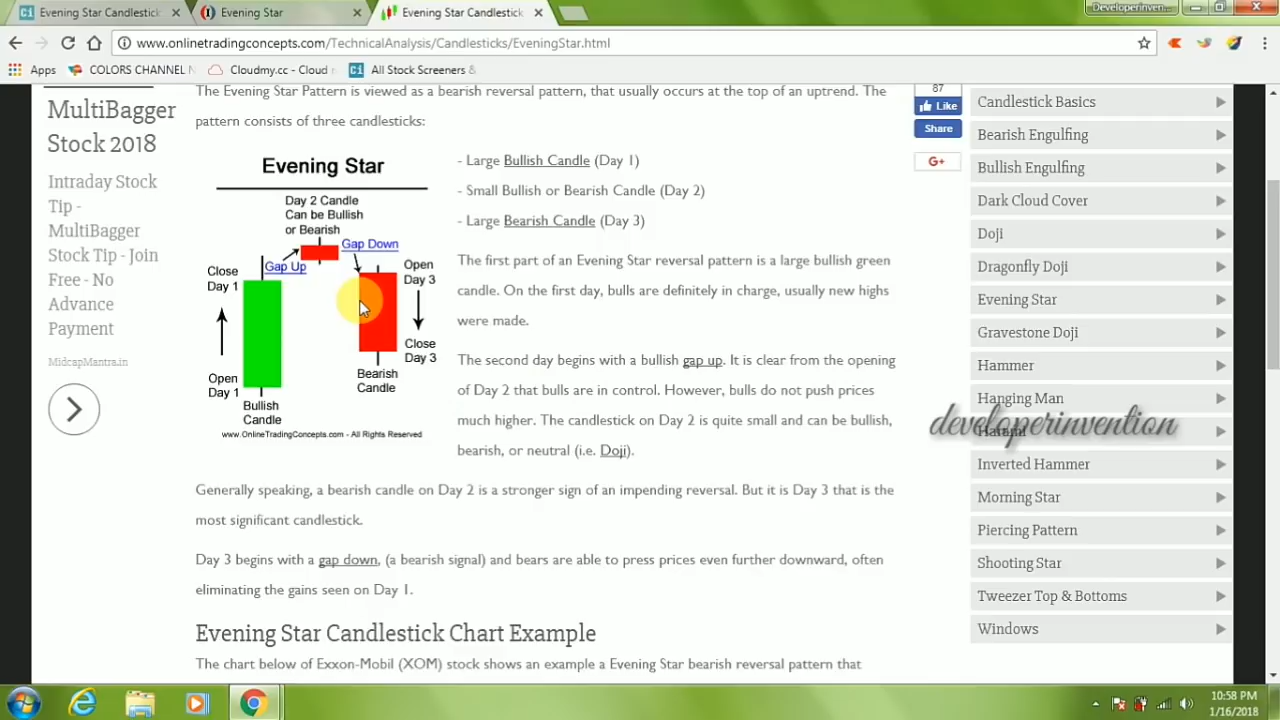 Evening Star Candlestick
Evening Star
Evening Star Candlestick
Developerinven...
www.onlinetradingconcepts.com/TechnicalAnalysis/Candlesticks/EveningStar.html
Apps
COLORS CHANNEL
Cloudmy.cc - Cloud
All Stock Screeners &
MultiBagger
Stock 2018
Intraday Stock
Tip -
MultiBagger
Stock Tip - Join
Free - No
Advance
Payment
MidcapMantra.in
The Evening Star Pattern is viewed as a bearish reversal pattern, that usually occurs at the top of an uptrend. The
pattern consists of three candlesticks:
Evening Star
Day 2 Candle
Can be Bullish
or Bearish
Gap Down
Gap Up
Close
Day 1
Open
Day 3
Close
Day 3
Open
Day 1
Bullish
Candle
Bearish
Candle
www.OnlineTradingConcepts.com - All Rights Reserved
- Large Bullish Candle (Day 1)
- Small Bullish or Bearish Candle (Day 2)
- Large Bearish Candle (Day 3)
The first part of an Evening Star reversal pattern is a large bullish green
candle. On the first day, bulls are definitely in charge, usually new highs
were made.
The second day begins with a bullish gap up. It is clear from the opening
of Day 2 that bulls are in control. However, bulls do not push prices
much higher. The candlestick on Day 2 is quite small and can be bullish,
bearish, or neutral (i.e. Doji).
Generally speaking, a bearish candle on Day 2 is a stronger sign of an impending reversal. But it is Day 3 that is the
most significant candlestick.
Day 3 begins with a gap down, (a bearish signal) and bears are able to press prices even further downward, often
eliminating the gains seen on Day 1.
Evening Star Candlestick Chart Example
The chart below of Exxon-Mobil (XOM) stock shows an example a Evening Star bearish reversal pattern that
87
Like
Share
G+
Candlestick Basics
Bearish Engulfing
Bullish Engulfing
Dark Cloud Cover
Doji
Dragonfly Doji
Evening Star
Gravestone Doji
Hammer
Hanging Man
developerinvention
Harami
Inverted Hammer
Morning Star
Piercing Pattern
Shooting Star
Tweezer Top & Bottoms
Windows
10:58 PM
1/16/2018